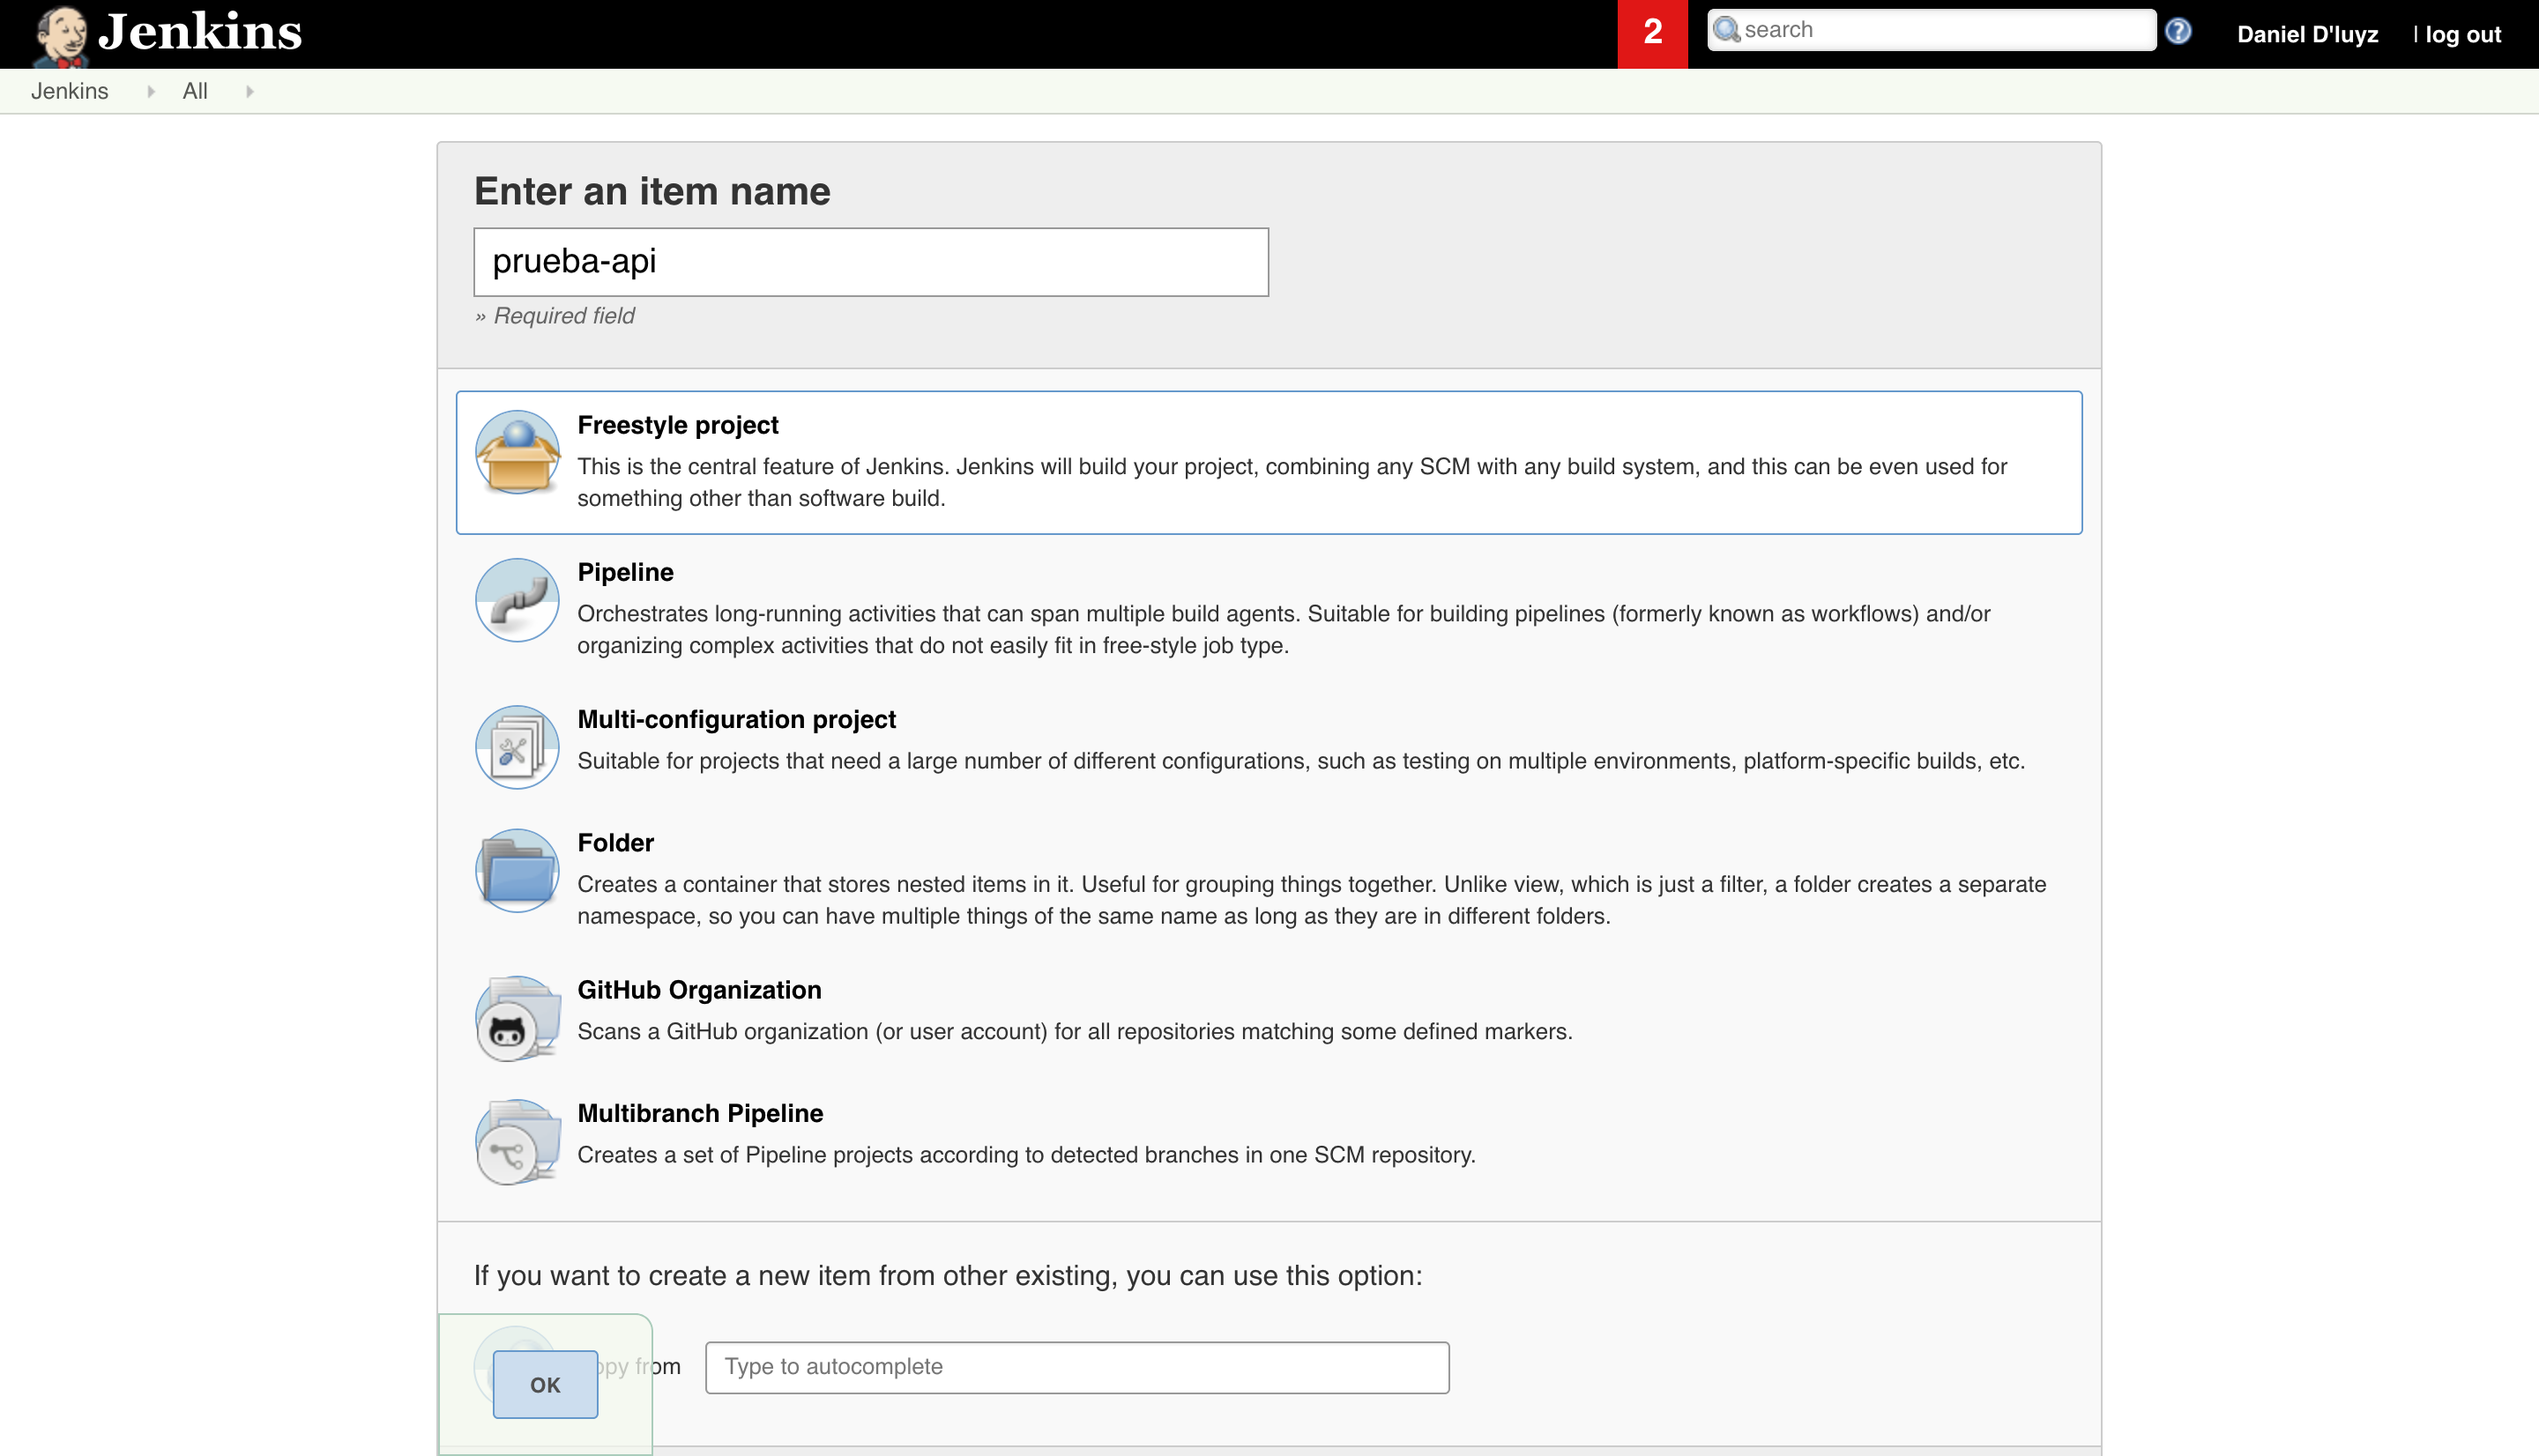 Jenkins
2
search
Daniel D'luyz
| log out
Jenkins
All
Enter an item name
prueba-api
» Required field
Freestyle project
This is the central feature of Jenkins. Jenkins will build your project, combining any SCM with any build system, and this can be even used for
something other than software build.
Pipeline
Orchestrates long-running activities that can span multiple build agents. Suitable for building pipelines (formerly known as workflows) and/or
organizing complex activities that do not easily fit in free-style job type.
Multi-configuration project
Suitable for projects that need a large number of different configurations, such as testing on multiple environments, platform-specific builds, etc.
Folder
Creates a container that stores nested items in it. Useful for grouping things together. Unlike view, which is just a filter, a folder creates a separate
namespace, so you can have multiple things of the same name as long as they are in different folders.
GitHub Organization
Scans a GitHub organization (or user account) for all repositories matching some defined markers.
Multibranch Pipeline
Creates a set of Pipeline projects according to detected branches in one SCM repository.
If you want to create a new item from other existing, you can use this option:
opy from
Type to autocomplete
OK